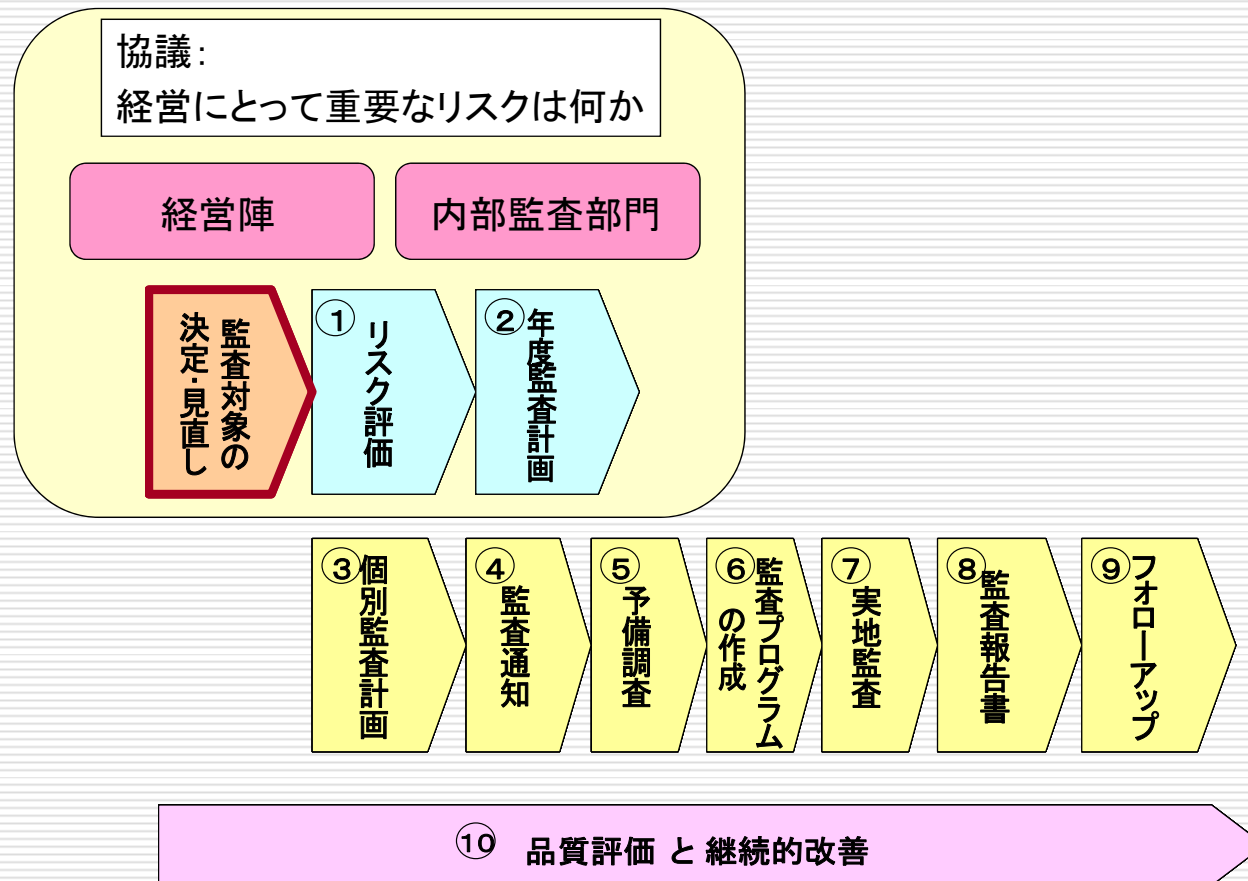 協議：
経営にとって重要なリスクは何か
経営陣
内部監査部門
監査対象の
決定・見直し
①
リスク評価
②
年度監査計画
③
個別監査計画
④
監査通知
⑤
予備調査
⑥
監査プログラム
の作成
⑦
実地監査
⑧
監査報告書
⑨
フォローアップ
⑩ 品質評価 と 継続的改善